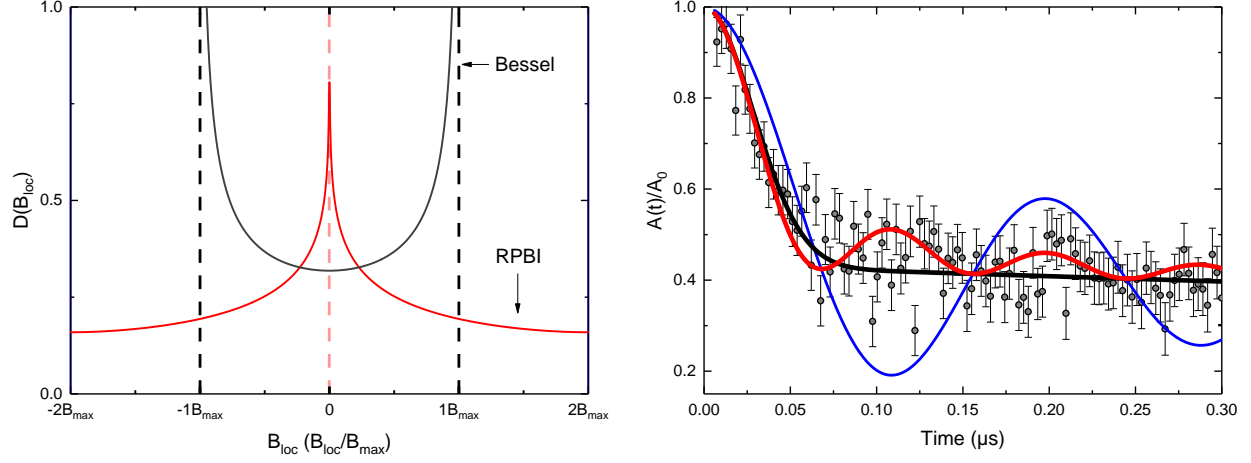 1.0
0.5
0.0
D(B_loc)
Bessel
RPBI
-2B_max
-1B_max
0
1B_max
2B_max
B_loc (B_loc/B_max)
1.0
0.8
0.6
0.4
0.2
A(t)/A_0
0.00
0.05
0.10
0.15
0.20
0.25
0.30
Time (µs)